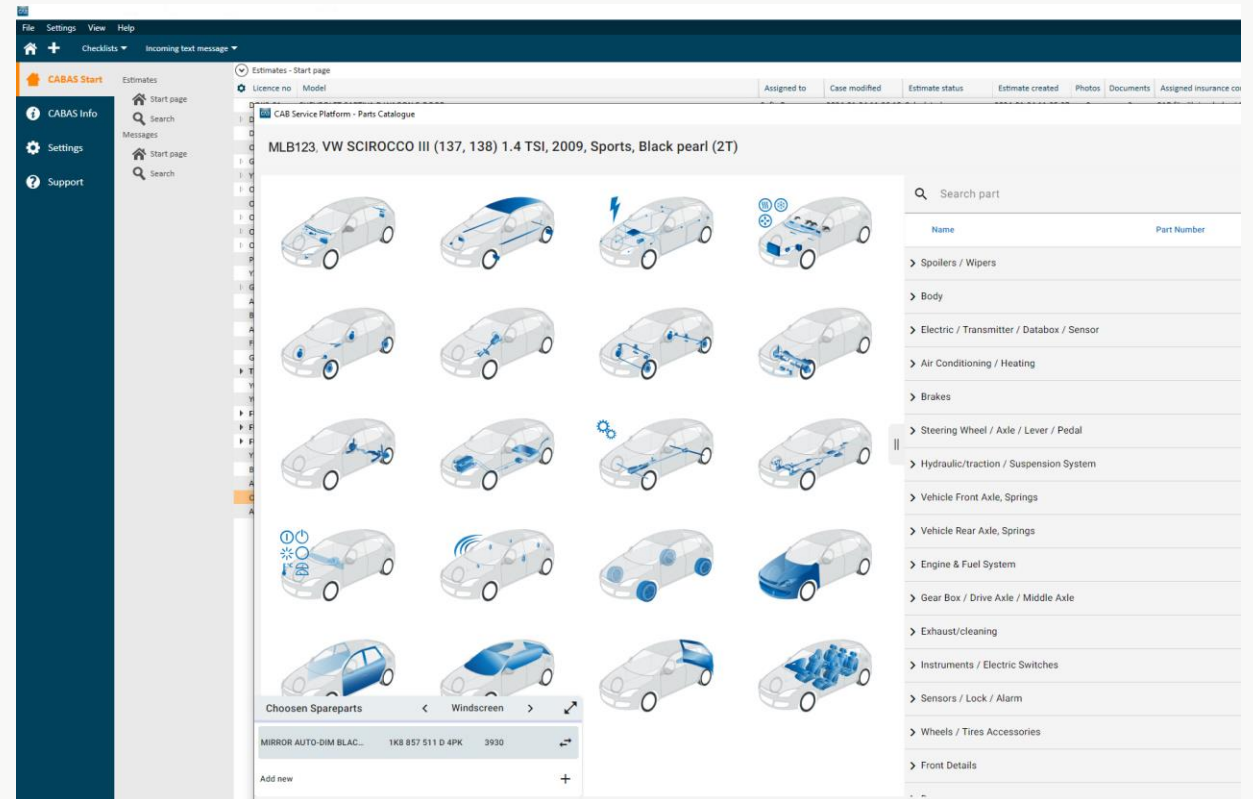 File Settings View Help
Checklists Incoming text message
CABAS Start
CABAS Info
Settings
Support
Estimates
Start page
Search
Messages
Start page
Search
Estimates - Start page
Licence no Model Assigned to Case modified Estimate status Estimate created Photos Documents Assigned insurance co
CAB Service Platform - Parts Catalogue
MLB123, VW SCIROCCO III (137, 138) 1.4 TSI, 2009, Sports, Black pearl (2T)
Search part
Name Part Number
Spoilers / Wipers
Body
Electric / Transmitter / Databox / Sensor
Air Conditioning / Heating
Brakes
Steering Wheel / Axle / Lever / Pedal
Hydraulic/traction / Suspension System
Vehicle Front Axle, Springs
Vehicle Rear Axle, Springs
Engine & Fuel System
Gear Box / Drive Axle / Middle Axle
Exhaust/cleaning
Instruments / Electric Switches
Sensors / Lock / Alarm
Wheels / Tires Accessories
Front Details
Choosen Spareparts < Windscreen >
MIRROR AUTO-DIM BLAC... 1K8 857 511 D 4PK 3930
Add new +